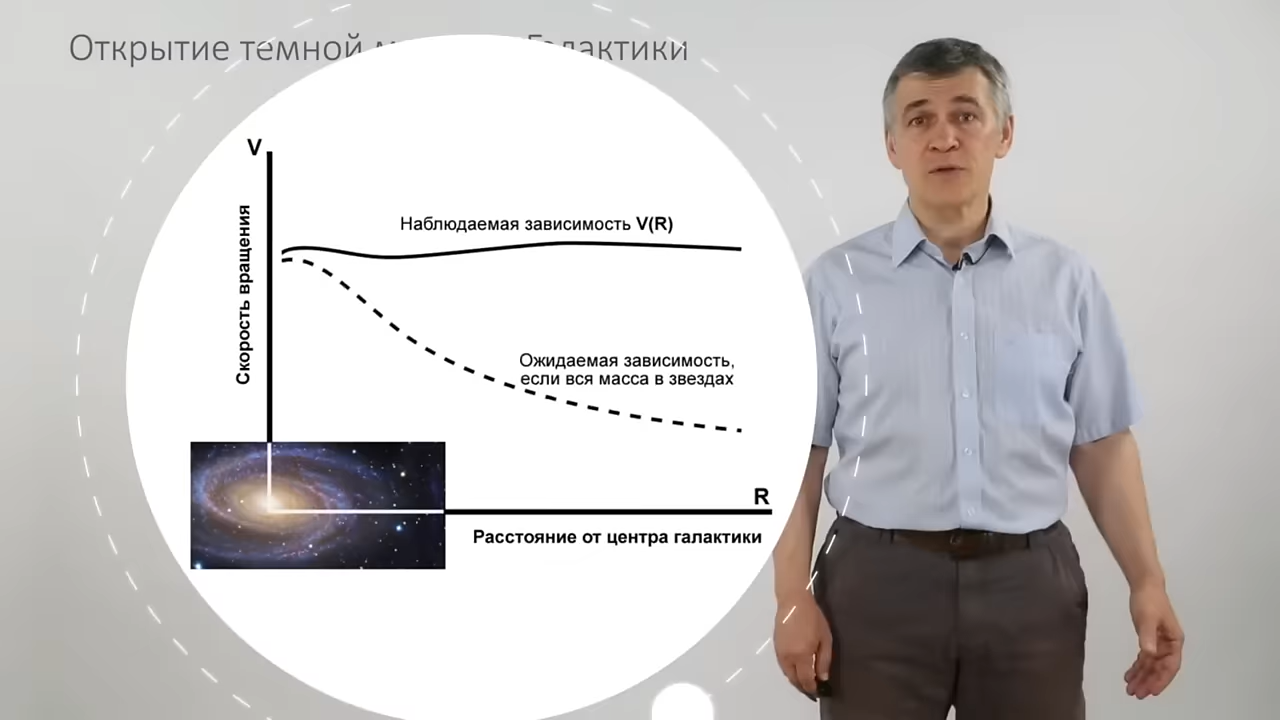 Открытие темной Галактики
V
Скорость вращения
Наблюдаемая зависимость V(R)
Ожидаемая зависимость,
если вся масса в звездах
R
Расстояние от центра галактики